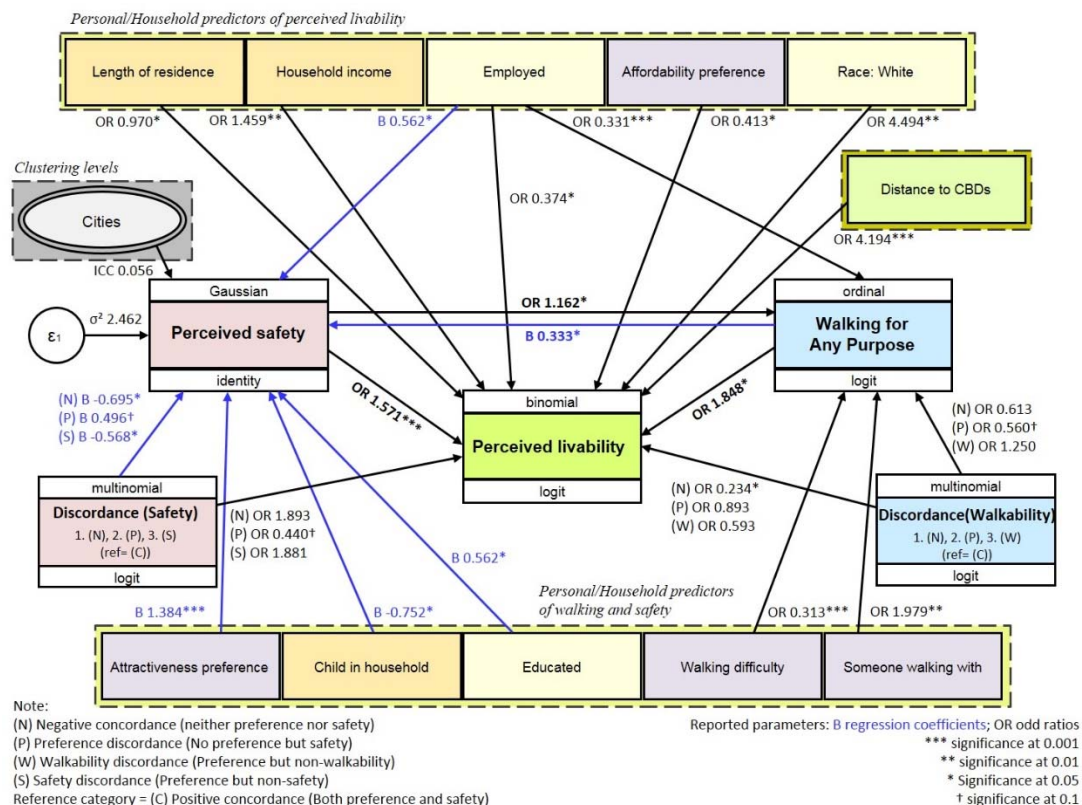 Personal/Household predictors of perceived livability
Length of residence
Household income
Employed
Affordability preference
Race: White
OR 0.970*
OR 1.459**
B 0.562*
OR 0.331***
OR 0.413*
OR 4.494**
Clustering levels
Cities
Distance to CBDs
OR 0.374*
OR 4.194***
ICC 0.056
Gaussian
Perceived safety
identity
ε1
σ² 2.462
OR 1.162*
B 0.333*
ordinal
Walking for
Any Purpose
logit
OR 1.571***
OR 1.848*
binomial
Perceived livability
logit
(N) B -0.695*
(P) B 0.496†
(S) B -0.568*
(N) OR 0.613
(P) OR 0.560†
(W) OR 1.250
multinomial
Discordance (Safety)
1. (N), 2. (P), 3. (S)
(ref= (C))
logit
(N) OR 1.893
(P) OR 0.440†
(S) OR 1.881
(N) OR 0.234*
(P) OR 0.893
(W) OR 0.593
multinomial
Discordance(Walkability)
1. (N), 2. (P), 3. (W)
(ref= (C))
logit
B 0.562*
Personal/Household predictors
of walking and safety
B 1.384***
B -0.752*
OR 0.313***
OR 1.979**
Attractiveness preference
Child in household
Educated
Walking difficulty
Someone walking with
Note:
(N) Negative concordance (neither preference nor safety)
(P) Preference discordance (No preference but safety)
(W) Walkability discordance (Preference but non-walkability)
(S) Safety discordance (Preference but non-safety)
Reference category = (C) Positive concordance (Both preference and safety)
Reported parameters: B regression coefficients; OR odd ratios
*** significance at 0.001
** significance at 0.01
* Significance at 0.05
† significance at 0.1